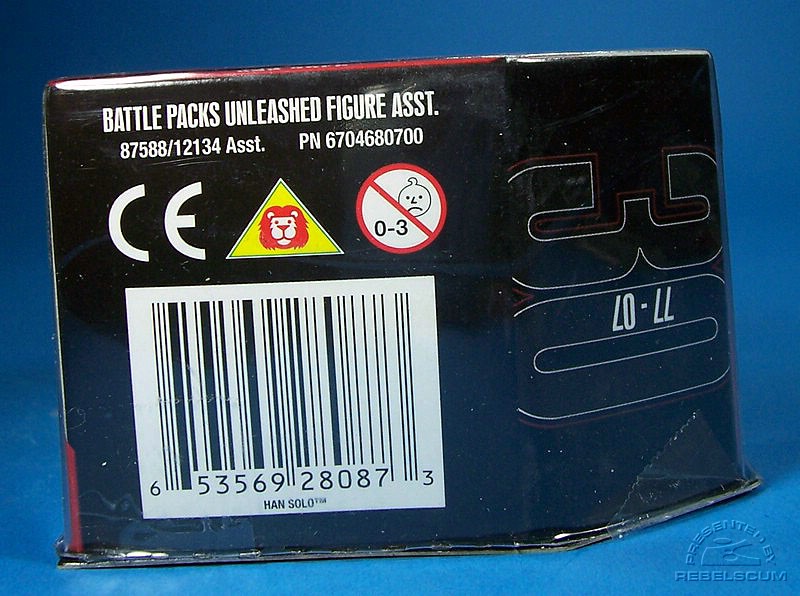 BATTLE PACKS UNLEASHED FIGURE ASST.
87588/12134 Asst. PN 6704680700
CE
0-3
30
77 - 07
6 53569 28087 3
HAN SOLO™
PRESENTED BY
REBELSCUM